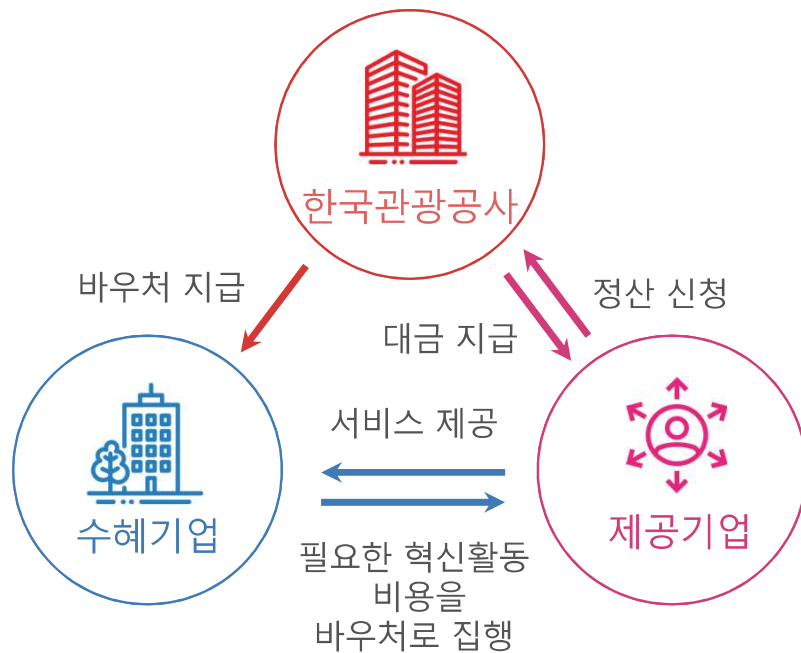 한국관광공사
바우처 지급
정산 신청
대금 지급
서비스 제공
수혜기업
제공기업
필요한 혁신활동
비용을
바우처로 집행